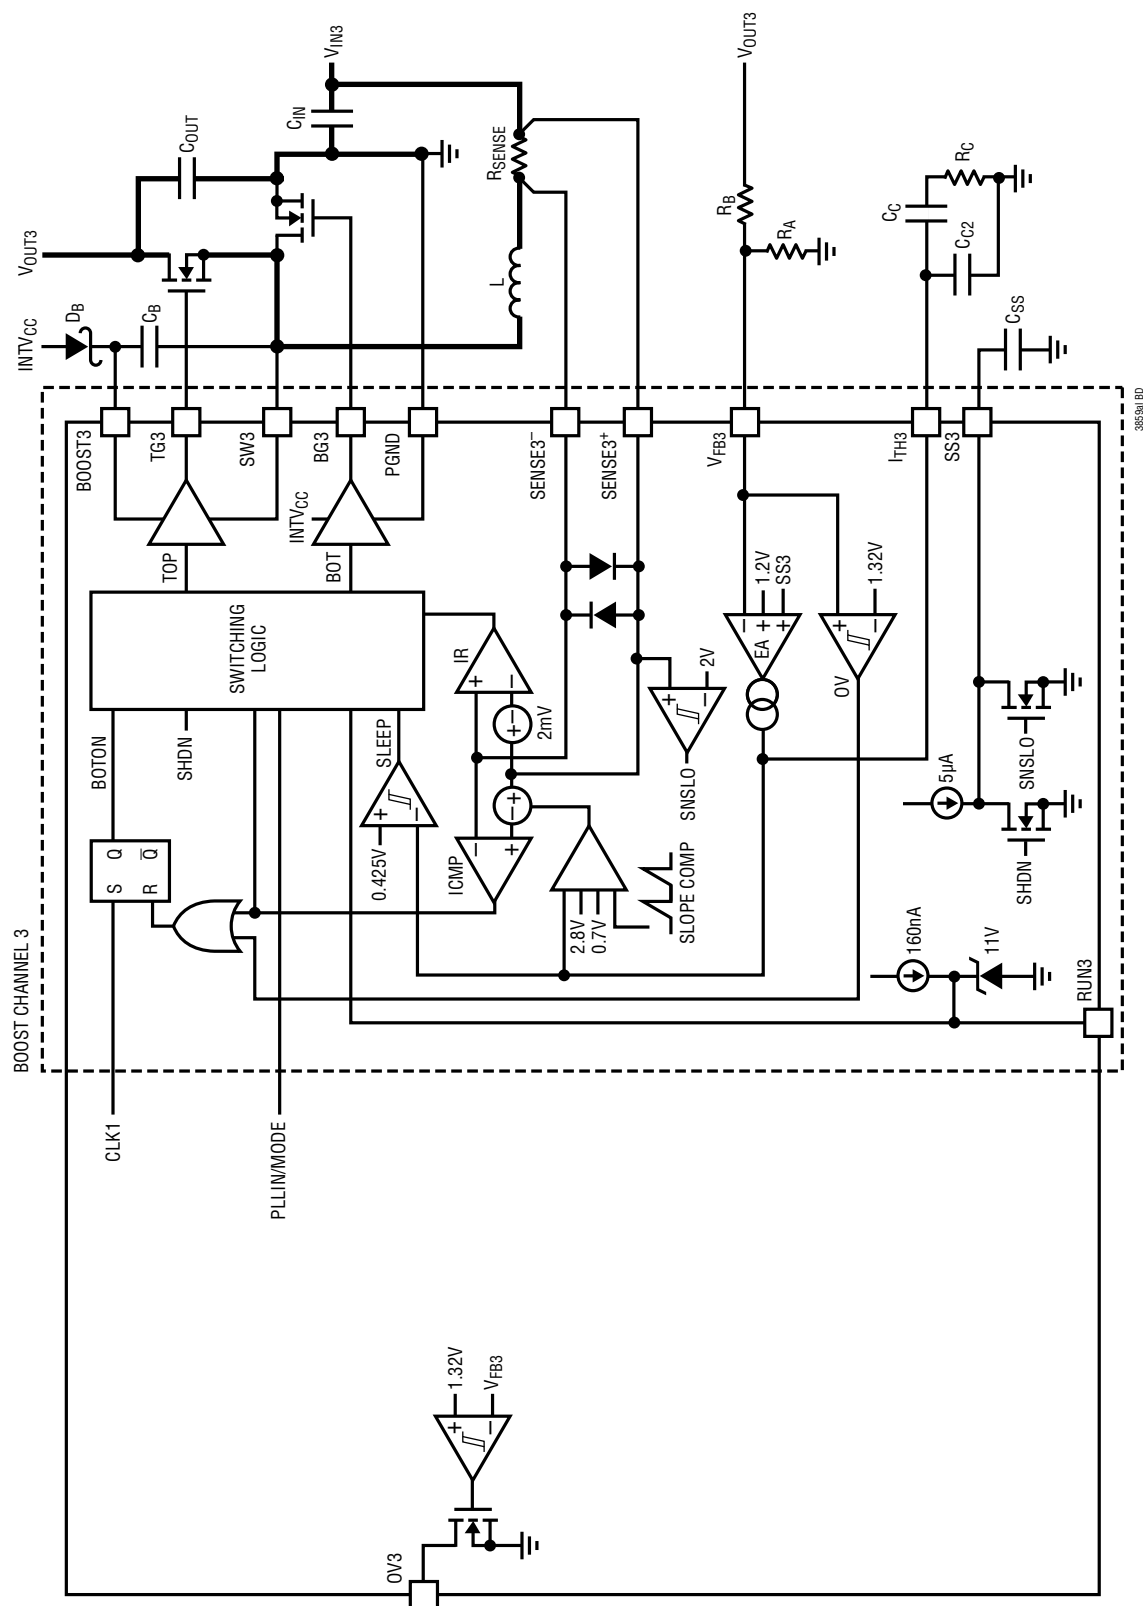 BOOST CHANNEL 3
VOUT3
INTVCC
DB
CB
COUT
CIN
VIN3
RSENSE
L
VOUT3
RB
RA
CC
RC
CC2
CSS
BOOST3
TG3
SW3
BG3
PGND
SENSE3–
SENSE3+
VFB3
ITH3
SS3
INTVCC
TOP
BOT
SWITCHING
LOGIC
BOTON
SHDN
SLEEP
S
Q
R
Q̅
0.425V
+
–
IR
+
–
– +
2mV
– +
ICMP
–
+
2.8V
0.7V
SLOPE COMP
+
–
2V
SNSLO
–
+
+
EA
1.2V
SS3
+
–
1.32V
OV
5µA
SHDN
SNSLO
160nA
11V
RUN3
CLK1
PLLIN/MODE
OV3
+
–
1.32V
VFB3
3859al BD